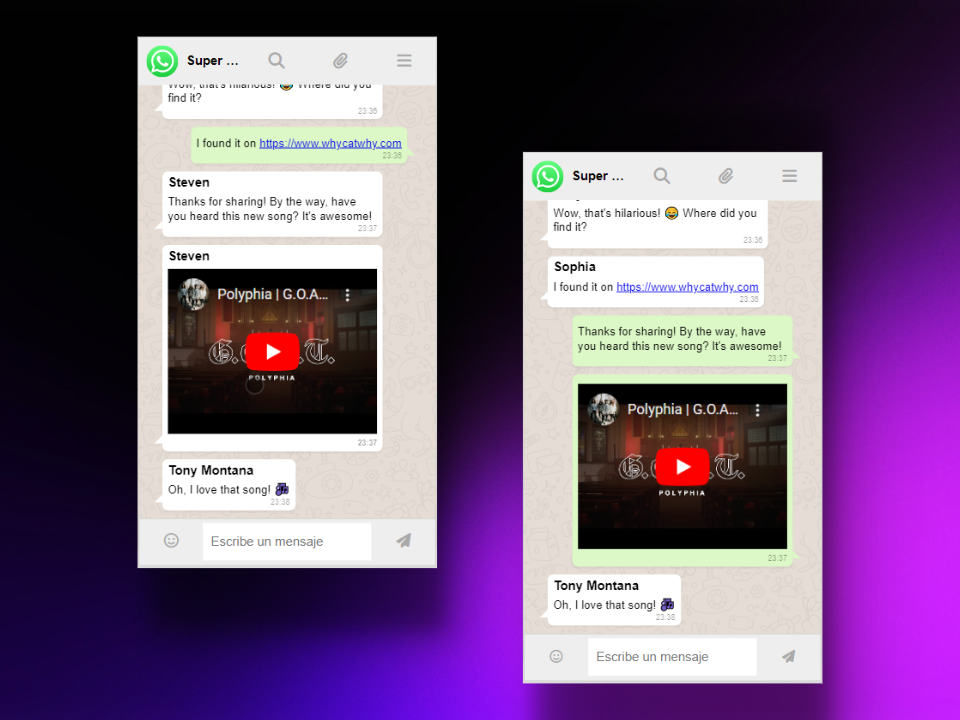 Super ...
Wow, that's hilarious! 😂 Where did you
find it?
23:36
I found it on https://www.whycatwhy.com
23:36
Steven
Thanks for sharing! By the way, have
you heard this new song? It's awesome!
23:37
Steven
Polyphia | G.O.A...
G.O.A.T.
POLYPHIA
23:37
Tony Montana
Oh, I love that song!
23:38
Escribe un mensaje
Super ...
Wow, that's hilarious! 😂 Where did you
find it?
23:36
Sophia
I found it on https://www.whycatwhy.com
23:36
Thanks for sharing! By the way, have
you heard this new song? It's awesome!
23:37
Polyphia | G.O.A...
G.O.A.T.
POLYPHIA
23:37
Tony Montana
Oh, I love that song!
23:38
Escribe un mensaje